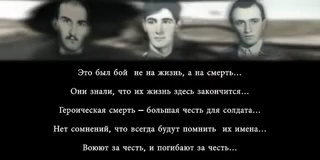 Это был бой не на жизнь, а на смерть...
Они знали, что их жизнь здесь закончится...
Героическая смерть – большая честь для солдата...
Нет сомнений, что всегда будут помнить их имена...
Воюют за честь, и погибают за честь...